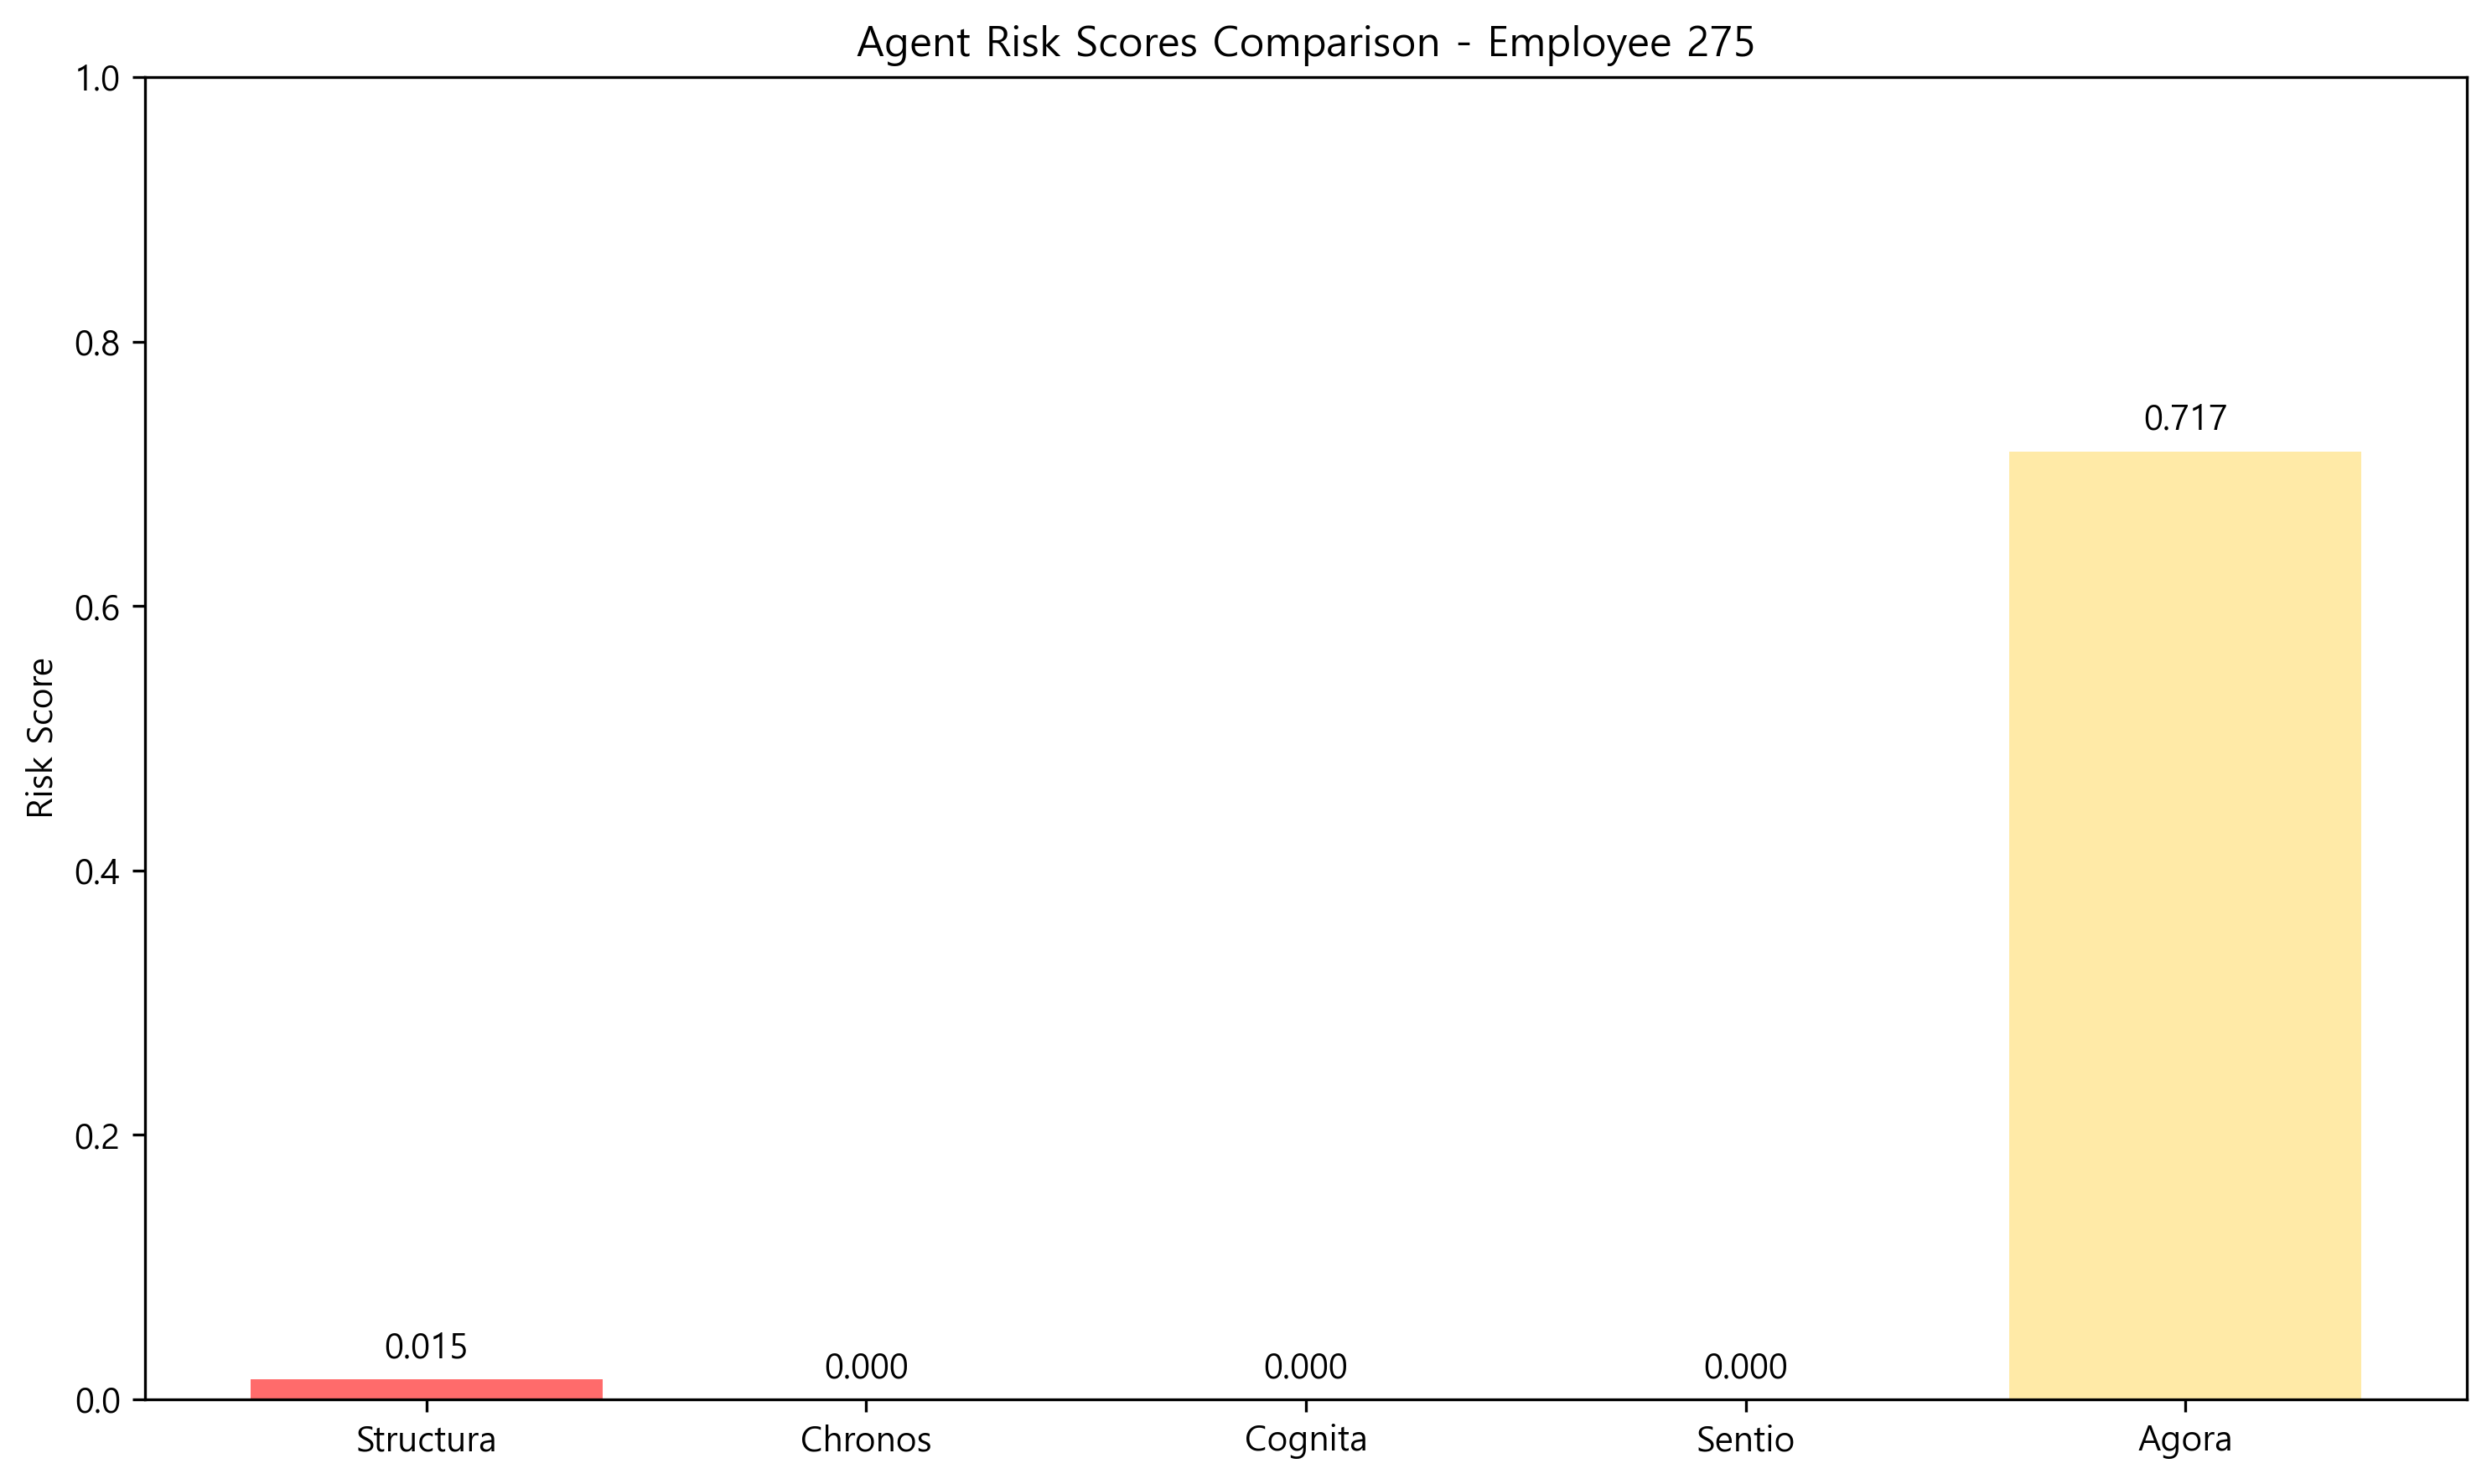 Agent Risk Scores Comparison - Employee 275
1.0
0.8
0.6
0.4
0.2
0.0
Risk Score
0.015
0.000
0.000
0.000
0.717
Structura
Chronos
Cognita
Sentio
Agora